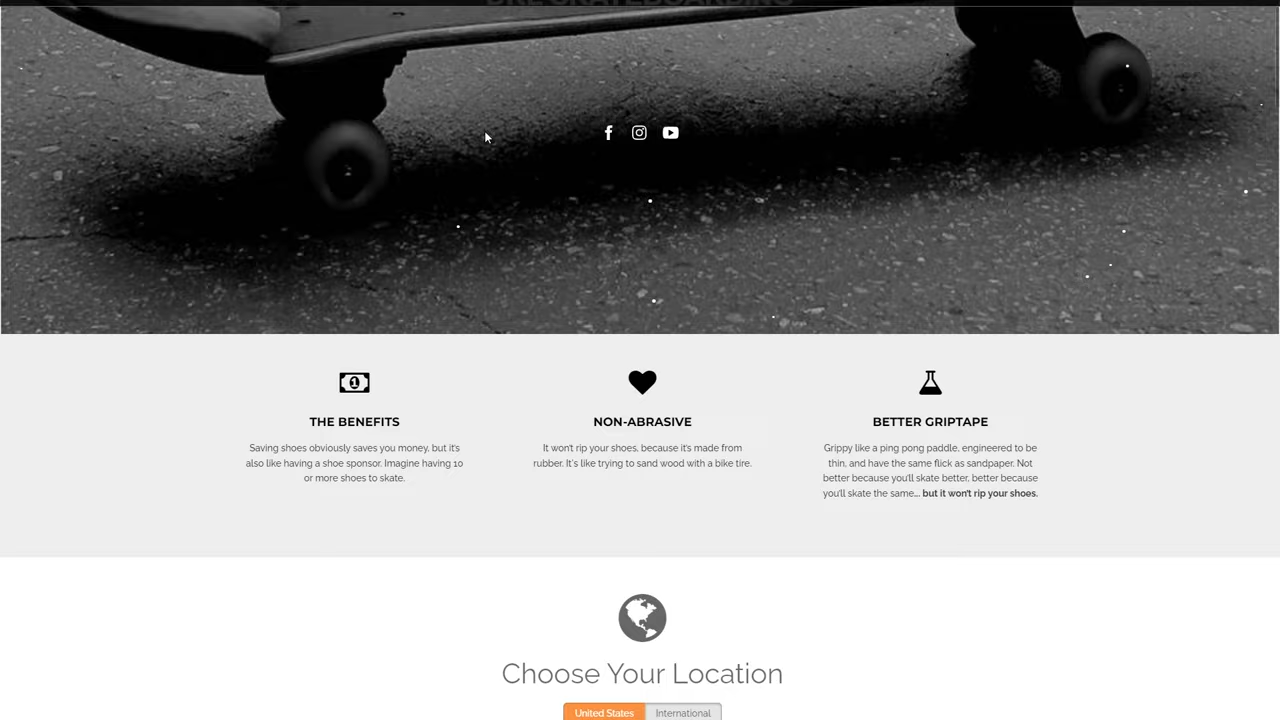 THE BENEFITS
Saving shoes obviously saves you money, but it's
also like having a shoe sponsor. Imagine having 10
or more shoes to skate.
NON-ABRASIVE
It won't rip your shoes, because it's made from
rubber. It's like trying to sand wood with a bike tire.
BETTER GRIPTAPE
Grippy like a ping pong paddle, engineered to be
thin, and have the same flick as sandpaper. Not
better because you'll skate better, better because
you'll skate the same... but it won't rip your shoes.
Choose Your Location
United States
International